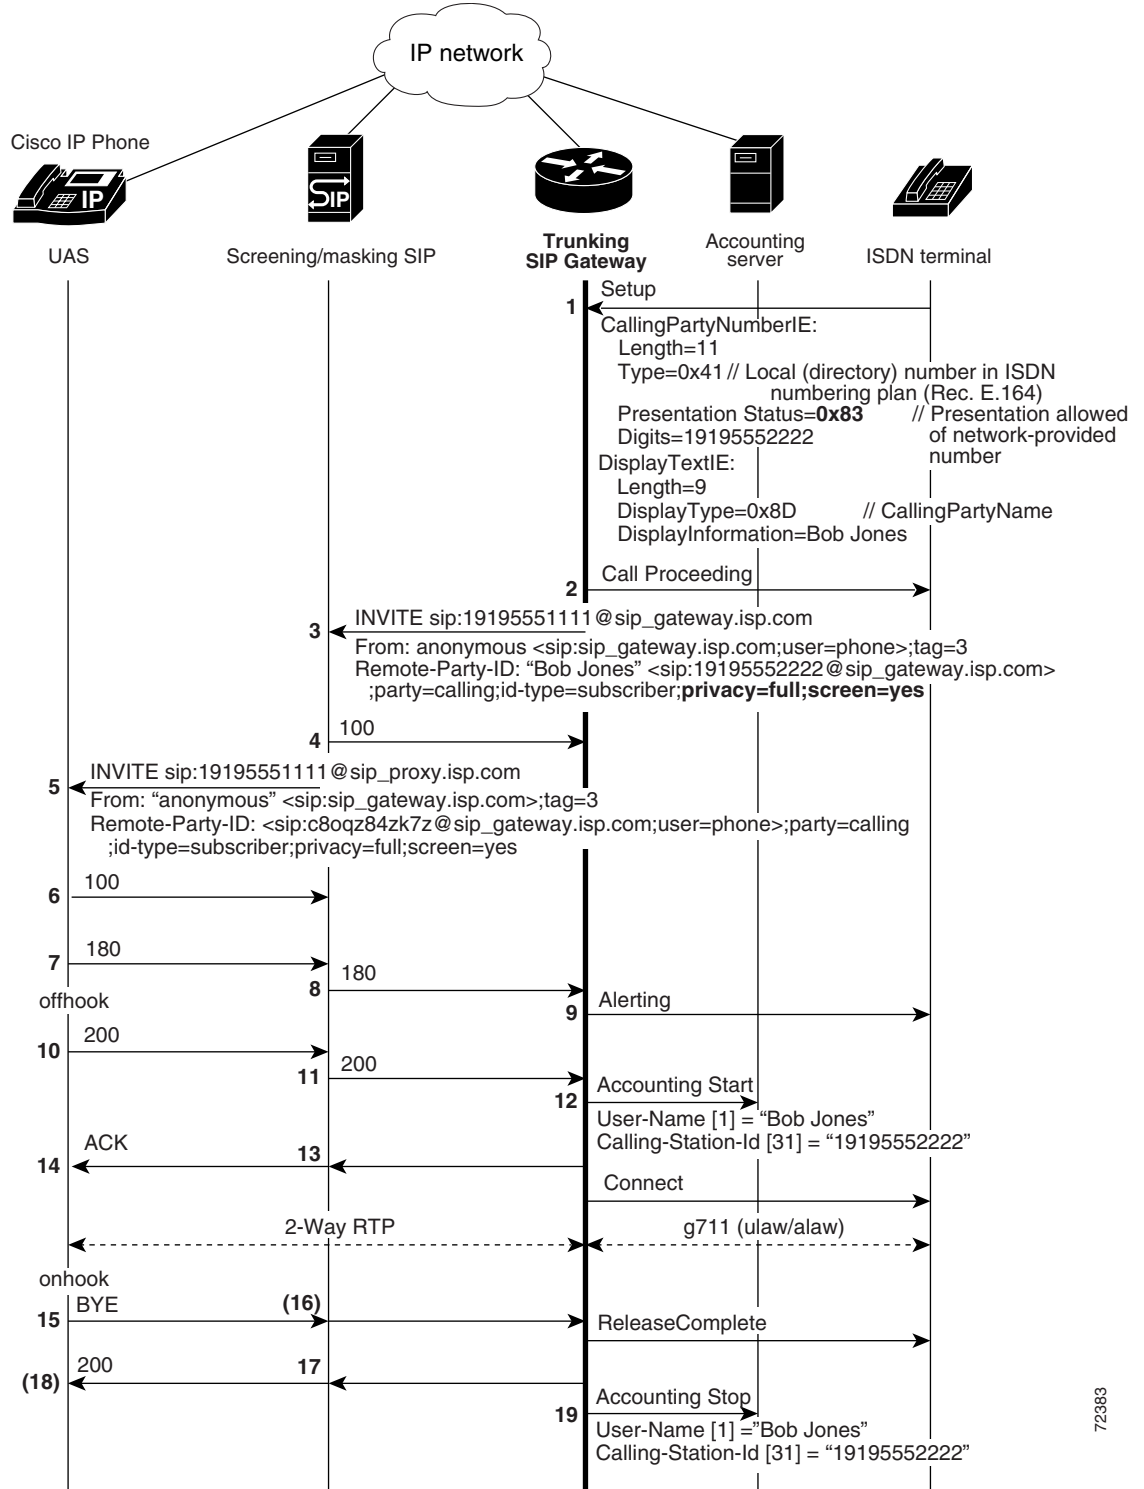 IP network
Cisco IP Phone
IP
SIP
UAS
Screening/masking SIP
Trunking
SIP Gateway
Accounting
server
ISDN terminal
Setup
1
CallingPartyNumberIE:
Length=11
Type=0x41 // Local (directory) number in ISDN
numbering plan (Rec. E.164)
Presentation Status=0x83 // Presentation allowed
of network-provided
number
Digits=19195552222
DisplayTextIE:
Length=9
DisplayType=0x8D // CallingPartyName
DisplayInformation=Bob Jones
Call Proceeding
2
INVITE sip:19195551111@sip_gateway.isp.com
3
From: anonymous <sip:sip_gateway.isp.com;user=phone>;tag=3
Remote-Party-ID: “Bob Jones” <sip:19195552222@sip_gateway.isp.com>
;party=calling;id-type=subscriber;privacy=full;screen=yes
100
4
INVITE sip:19195551111@sip_proxy.isp.com
5
From: “anonymous” <sip:sip_gateway.isp.com>;tag=3
Remote-Party-ID: <sip:c8oqz84zk7z@sip_gateway.isp.com;user=phone>;party=calling
;id-type=subscriber;privacy=full;screen=yes
100
6
180
7
180
8
offhook
Alerting
9
200
10
200
11
Accounting Start
12
User-Name [1] = “Bob Jones”
Calling-Station-Id [31] = “19195552222”
ACK
13
14
Connect
2-Way RTP
g711 (ulaw/alaw)
onhook
BYE
(16)
15
ReleaseComplete
200
17
(18)
Accounting Stop
19
User-Name [1] =”Bob Jones”
Calling-Station-Id [31] = “19195552222”
72383